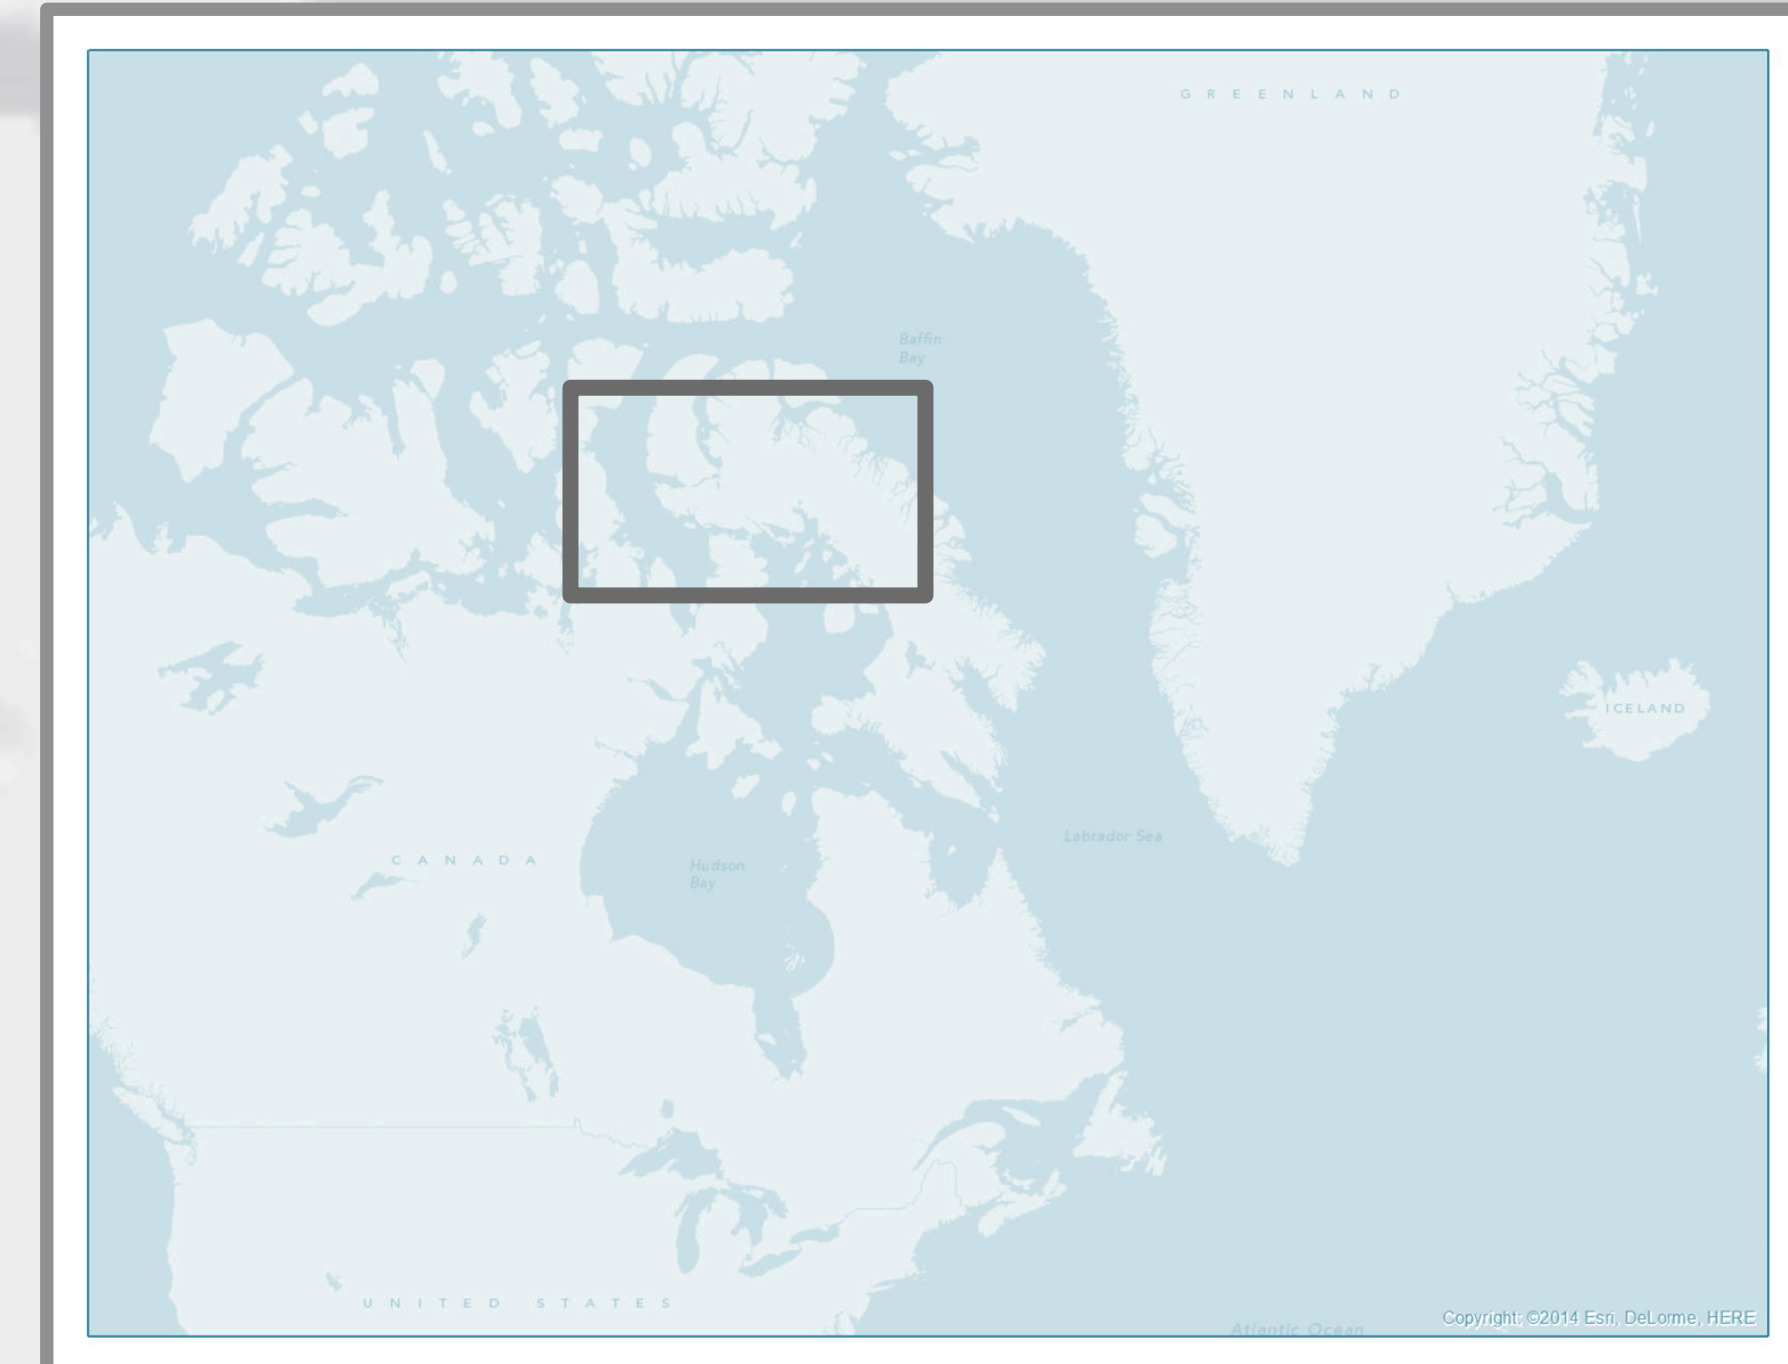 GREENLAND
Baffin
Bay
ICELAND
Labrador Sea
CANADA
Hudson
Bay
UNITED STATES
Copyright: ©2014 Esri, DeLorme, HERE
Atlantic Ocean